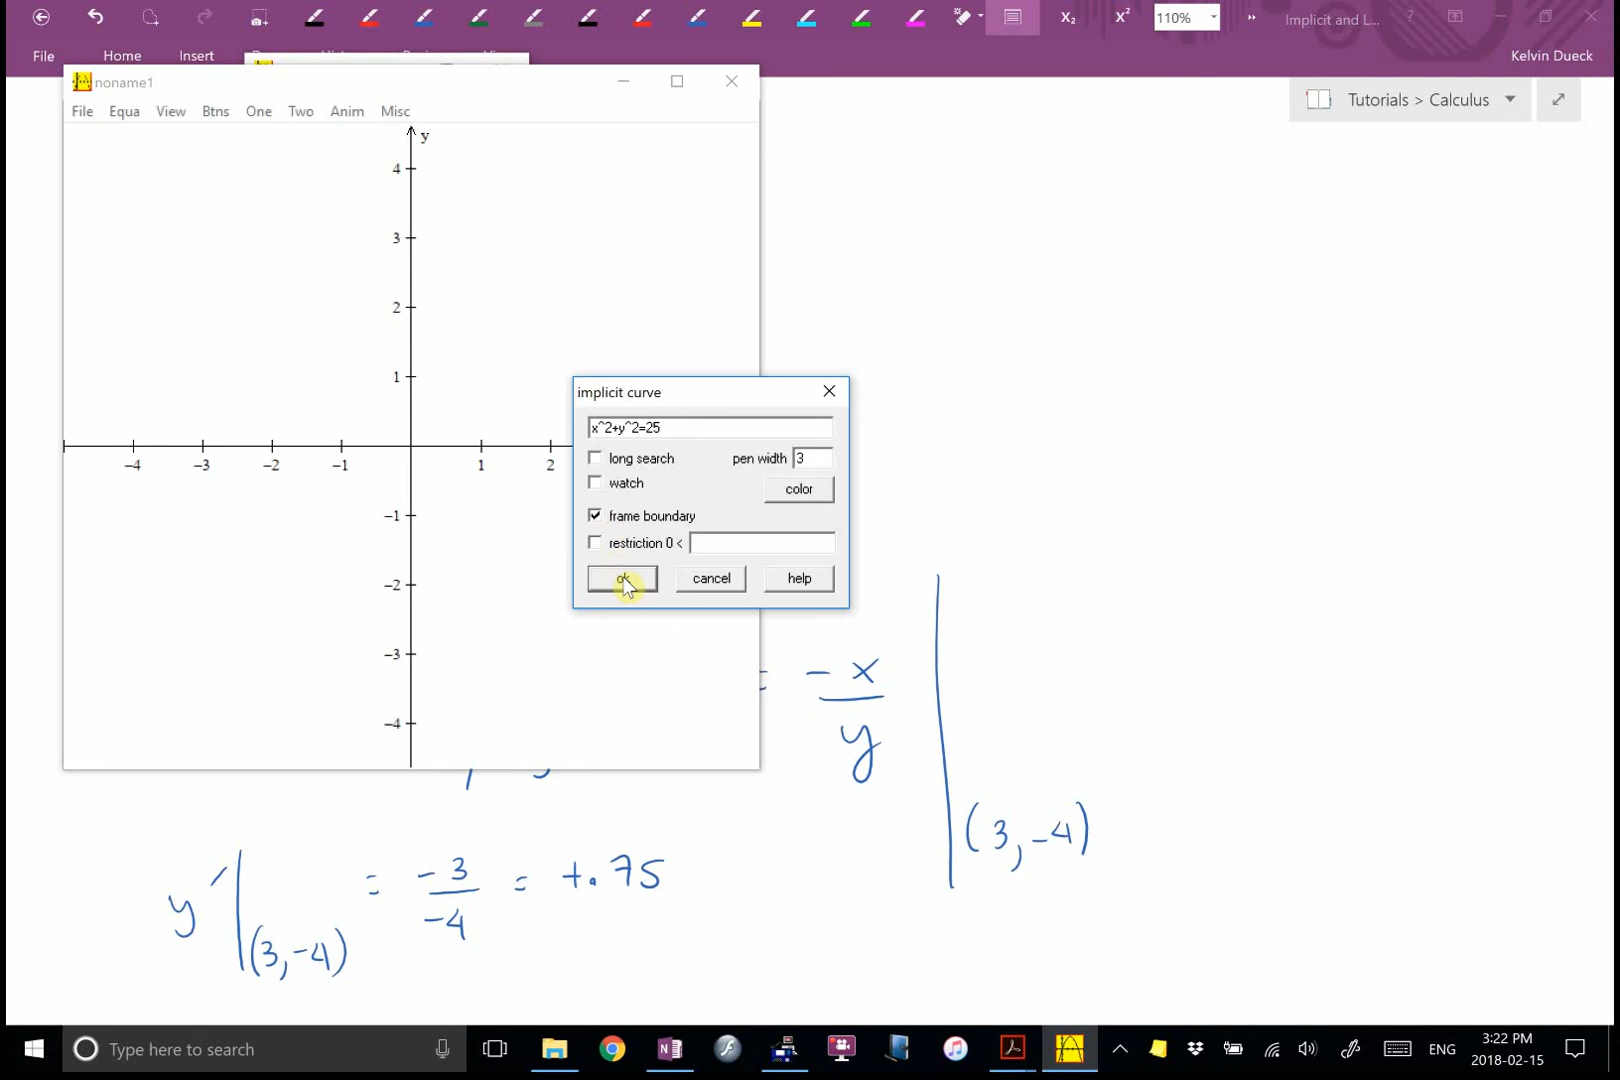 110%
Implicit and L...
File
Home
Insert
Kelvin Dueck
noname1
File Equa View Btns One Two Anim Misc
Tutorials > Calculus
y
4
3
2
1
−4 −3 −2 −1 1 2
−1
−2
−3
−4
implicit curve
x^2+y^2=25
long search
pen width 3
watch
color
frame boundary
restriction 0 <
ok
cancel
help
= -x
y
(3, -4)
y' = -3 = +.75
-4
(3, -4)
Type here to search
ENG
3:22 PM
2018-02-15